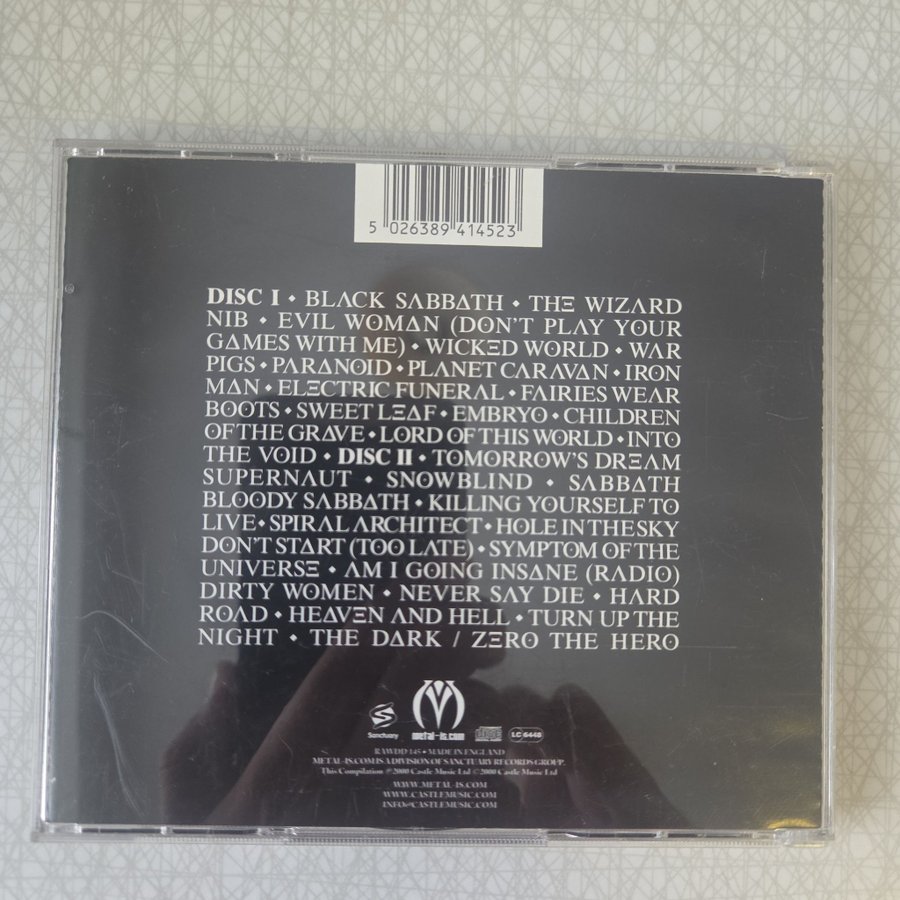 5 026389 414523
DISC I • BLACK SABBATH • THE WIZARD
NIB • EVIL WOMAN (DON'T PLAY YOUR
GAMES WITH ME) • WICKED WORLD • WAR
PIGS • PARANOID • PLANET CARAVAN • IRON
MAN • ELECTRIC FUNERAL • FAIRIES WEAR
BOOTS • SWEET LEAF • EMBRYO • CHILDREN
OF THE GRAVE • LORD OF THIS WORLD • INTO
THE VOID • DISC II • TOMORROW'S DREAM
SUPERNAUT • SNOWBLIND • SABBATH
BLOODY SABBATH • KILLING YOURSELF TO
LIVE • SPIRAL ARCHITECT • HOLE IN THE SKY
DON'T START (TOO LATE) • SYMPTOM OF THE
UNIVERSE • AM I GOING INSANE (RADIO)
DIRTY WOMEN • NEVER SAY DIE • HARD
ROAD • HEAVEN AND HELL • TURN UP THE
NIGHT • THE DARK / ZERO THE HERO
Sanctuary metal-is.com LC 6448
RAWDD 145 • MADE IN ENGLAND
METAL-IS.COM IS A DIVISION OF SANCTUARY RECORDS GROUP.
This Compilation ℗ 2000 Castle Music Ltd © 2000 Castle Music Ltd
WWW.METAL-IS.COM
WWW.CASTLEMUSIC.COM
INFO@CASTLEMUSIC.COM